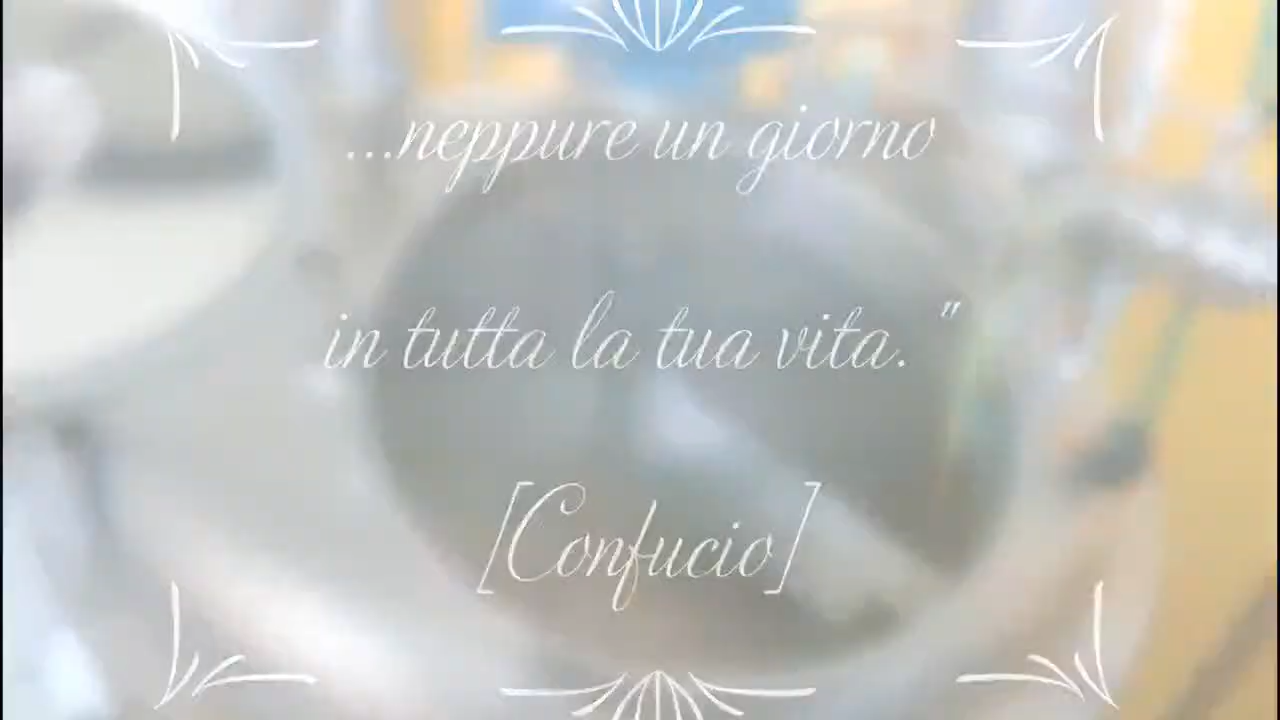 ...neppure un giorno
in tutta la tua vita. "
[Confucio]